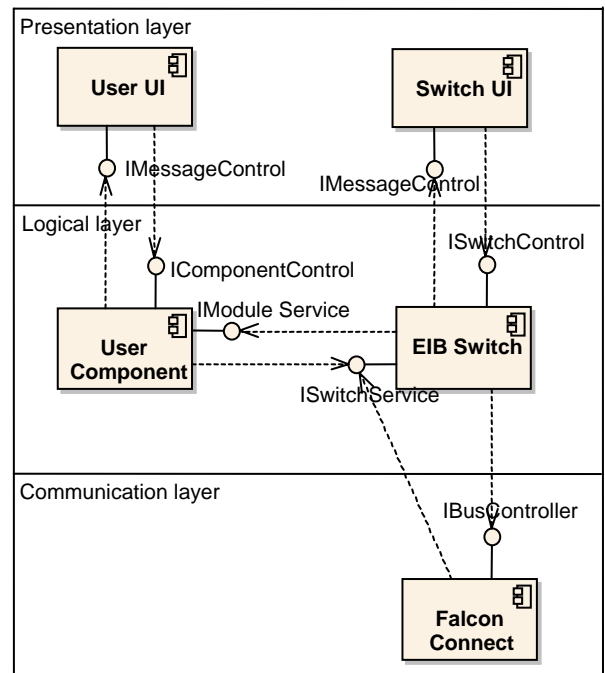 Presentation layer
User UI
Switch UI
IMessageControl
IMessageControl
Logical layer
ISwitchControl
IComponentControl
IModule Service
User
Component
EIB Switch
ISwitchService
Communication layer
IBusController
Falcon
Connect